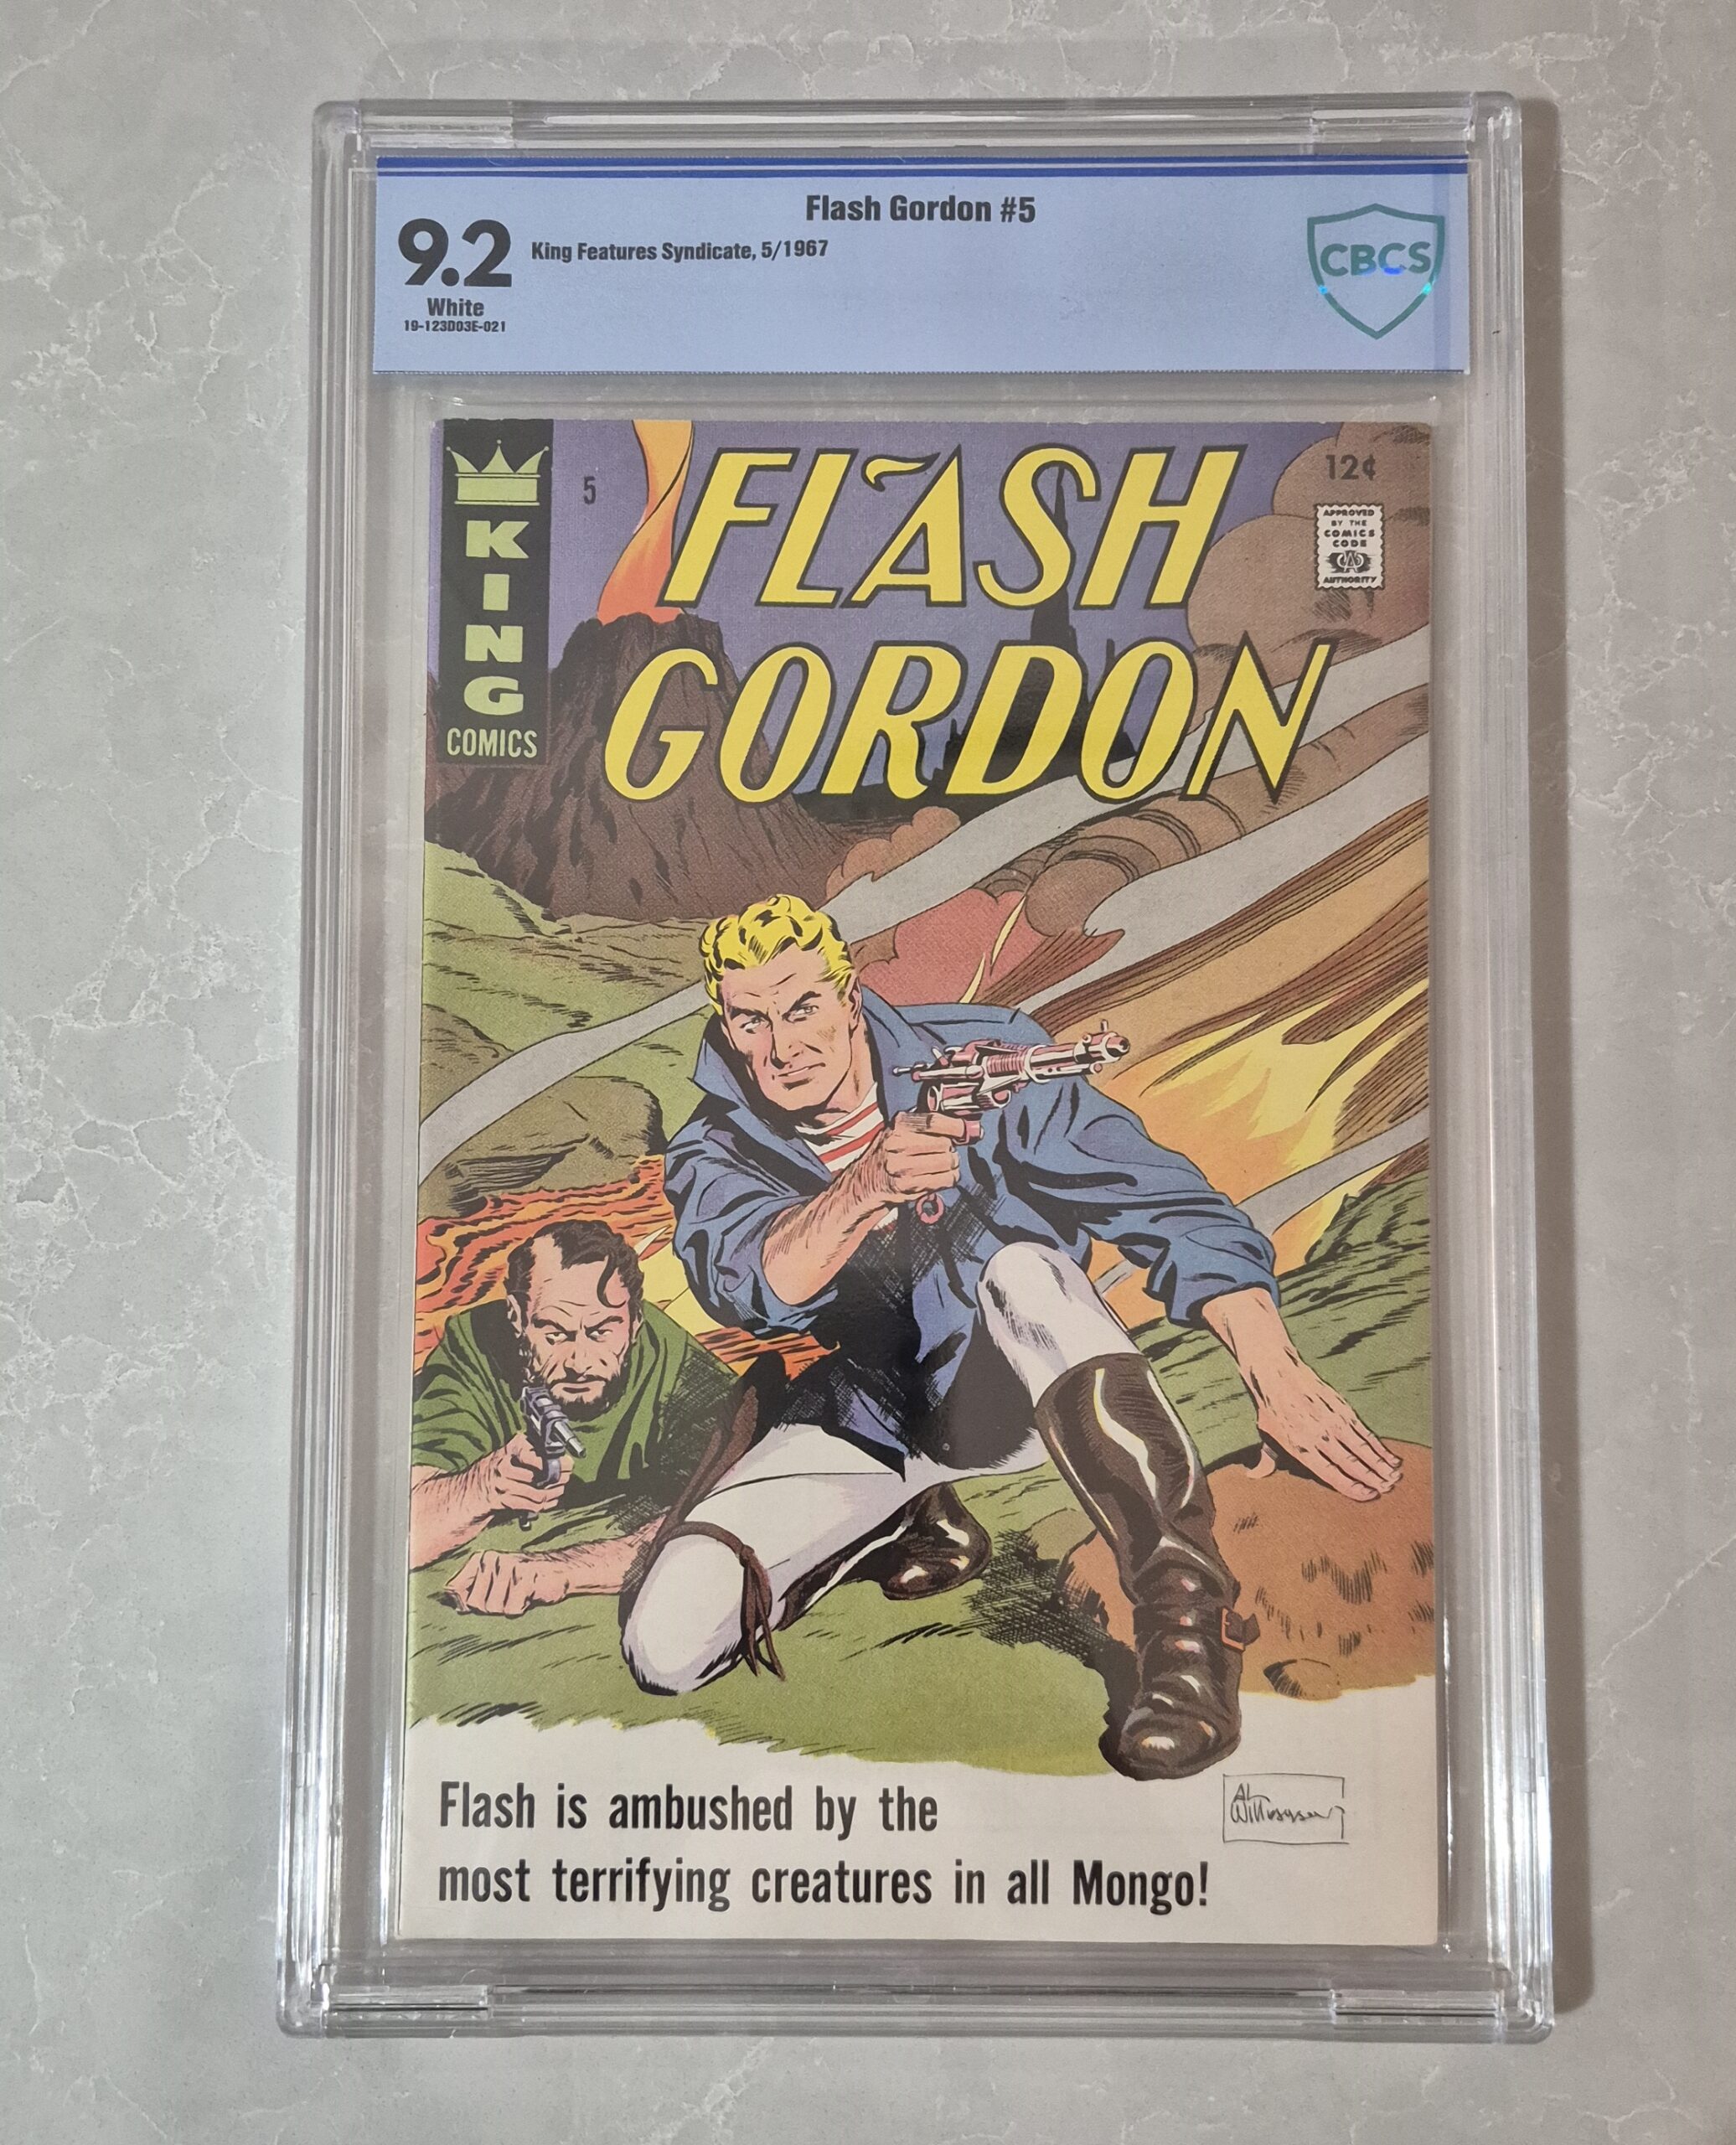 Flash Gordon #5
9.2
King Features Syndicate, 5/1967
White
19-123D03E-021
CBCS
KING
COMICS
5
FLASH
GORDON
12¢
APPROVED
BY THE
COMICS
CODE
AUTHORITY
AL
Williamson
Flash is ambushed by the
most terrifying creatures in all Mongo!